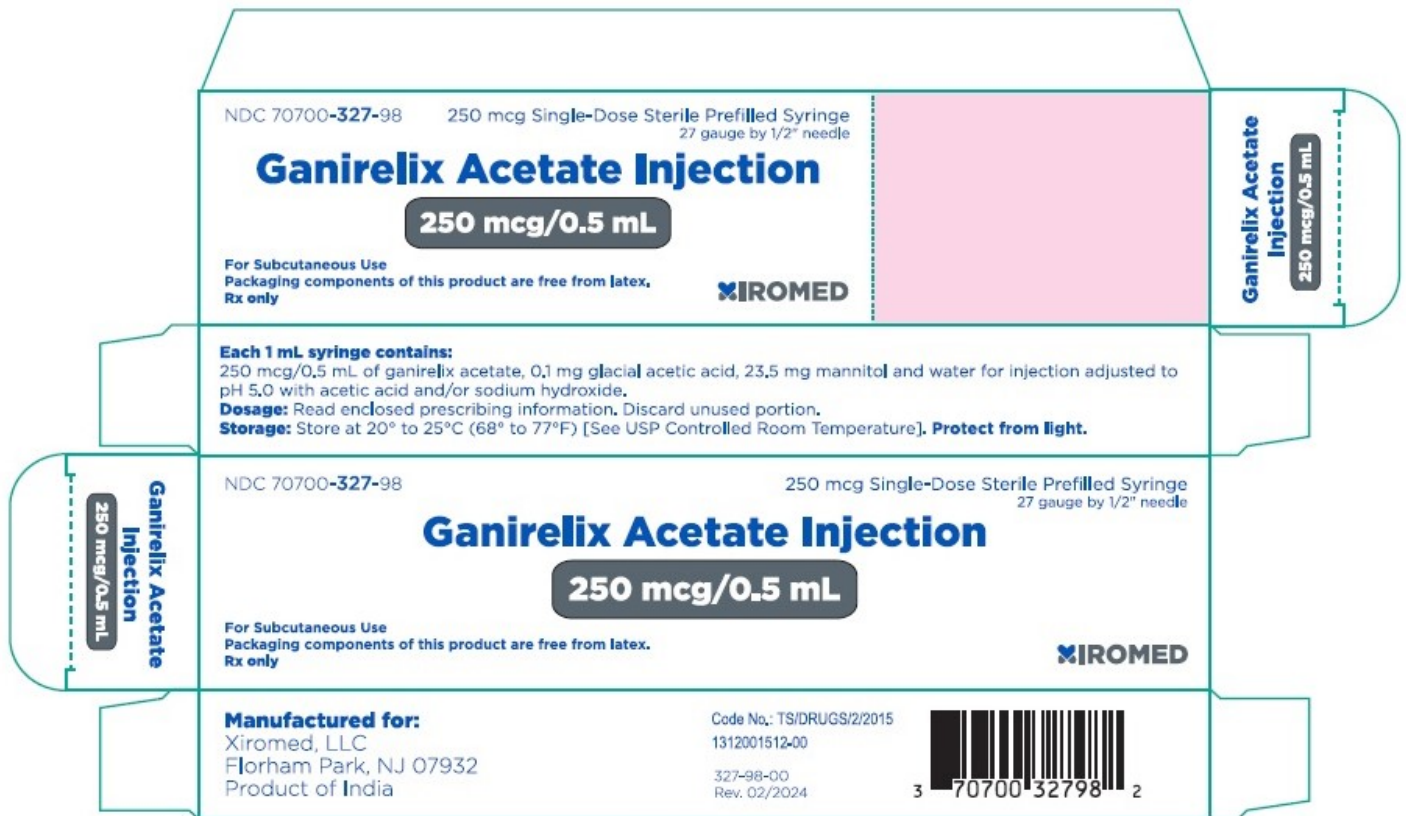 NDC 70700-327-98 250 mcg Single-Dose Sterile Prefilled Syringe
27 gauge by 1/2" needle
Ganirelix Acetate Injection
250 mcg/0.5 mL
For Subcutaneous Use
Packaging components of this product are free from latex.
Rx only
XIROMED
Ganirelix Acetate
Injection
250 mcg/0.5 mL
Each 1 mL syringe contains:
250 mcg/0.5 mL of ganirelix acetate, 0.1 mg glacial acetic acid, 23.5 mg mannitol and water for injection adjusted to
pH 5.0 with acetic acid and/or sodium hydroxide.
Dosage: Read enclosed prescribing information. Discard unused portion.
Storage: Store at 20° to 25°C (68° to 77°F) [See USP Controlled Room Temperature]. Protect from light.
Ganirelix Acetate
Injection
250 mcg/0.5 mL
NDC 70700-327-98 250 mcg Single-Dose Sterile Prefilled Syringe
27 gauge by 1/2" needle
Ganirelix Acetate Injection
250 mcg/0.5 mL
For Subcutaneous Use
Packaging components of this product are free from latex.
Rx only
XIROMED
Manufactured for:
Xiromed, LLC
Florham Park, NJ 07932
Product of India
Code No.: TS/DRUGS/2/2015
1312001512-00
327-98-00
Rev. 02/2024
3 70700 32798 2